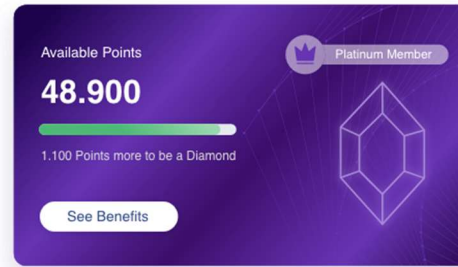 Available Points
Platinum Member
48.900
1.100 Points more to be a Diamond
See Benefits